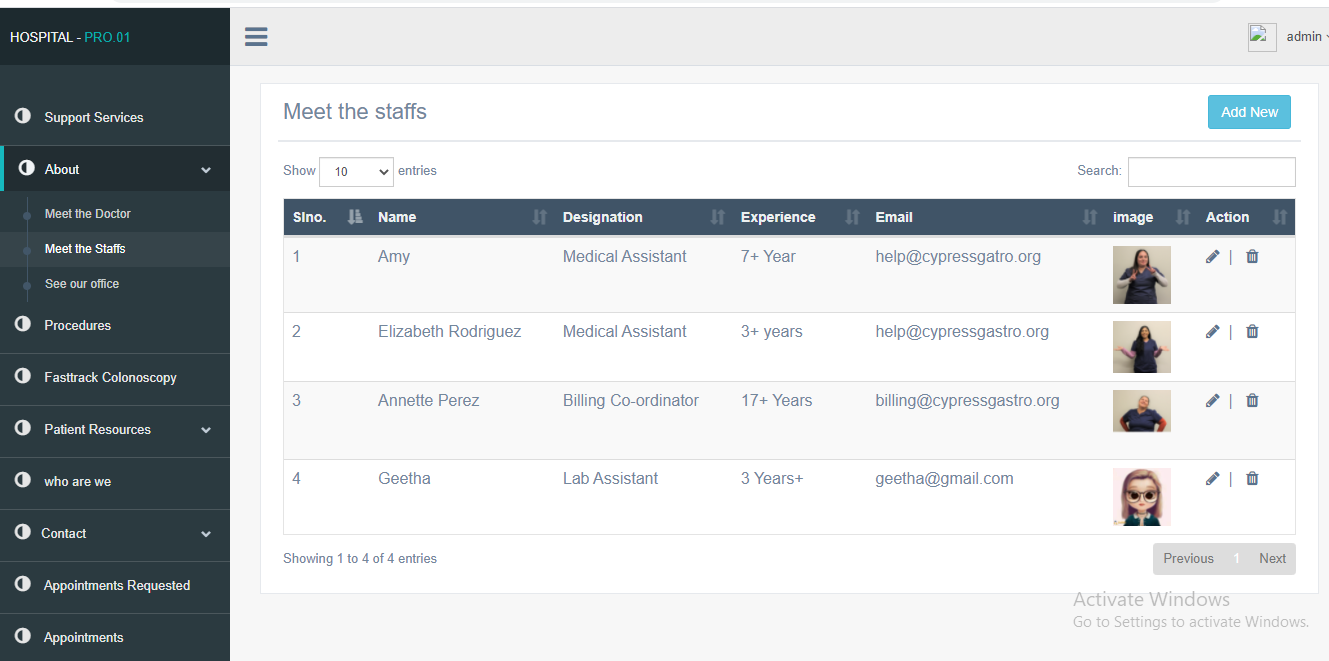 HOSPITAL - PRO.01
admin
Support Services
About
Meet the Doctor
Meet the Staffs
See our office
Procedures
Fasttrack Colonoscopy
Patient Resources
who are we
Contact
Appointments Requested
Appointments
Meet the staffs
Add New
Show 10 entries
Search:
Slno. Name Designation Experience Email image Action
1 Amy Medical Assistant 7+ Year help@cypressgatro.org |
2 Elizabeth Rodriguez Medical Assistant 3+ years help@cypressgastro.org |
3 Annette Perez Billing Co-ordinator 17+ Years billing@cypressgastro.org |
4 Geetha Lab Assistant 3 Years+ geetha@gmail.com |
Showing 1 to 4 of 4 entries
Previous 1 Next
Activate Windows
Go to Settings to activate Windows.